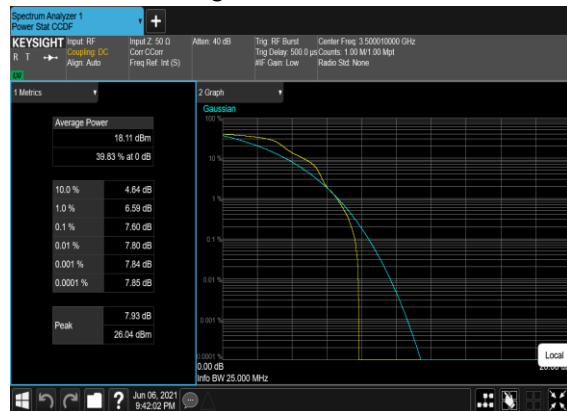 Spectrum Analyzer 1
Power Stat CCDF
KEYSIGHT
R T
Input: RF
Coupling: DC
Align: Auto
Input Z: 50 Ω
Corr CCorr
Freq Ref: Int (S)
Atten: 40 dB
Trig: RF Burst
Trig Delay: 500.0 µs
#IF Gain: Low
Center Freq: 3.500010000 GHz
Counts: 1.00 M/1.00 Mpt
Radio Std: None
1 Metrics
Average Power
18.11 dBm
39.83 % at 0 dB
10.0 % 4.64 dB
1.0 % 6.59 dB
0.1 % 7.60 dB
0.01 % 7.80 dB
0.001 % 7.84 dB
0.0001 % 7.85 dB
Peak
7.93 dB
26.04 dBm
2 Graph
Gaussian
100 %
10 %
1 %
0.1 %
0.01 %
0.001 %
0.0001 %
0.00 dB
Info BW 25.000 MHz
Local
?
Jun 06, 2021
9:42:02 PM